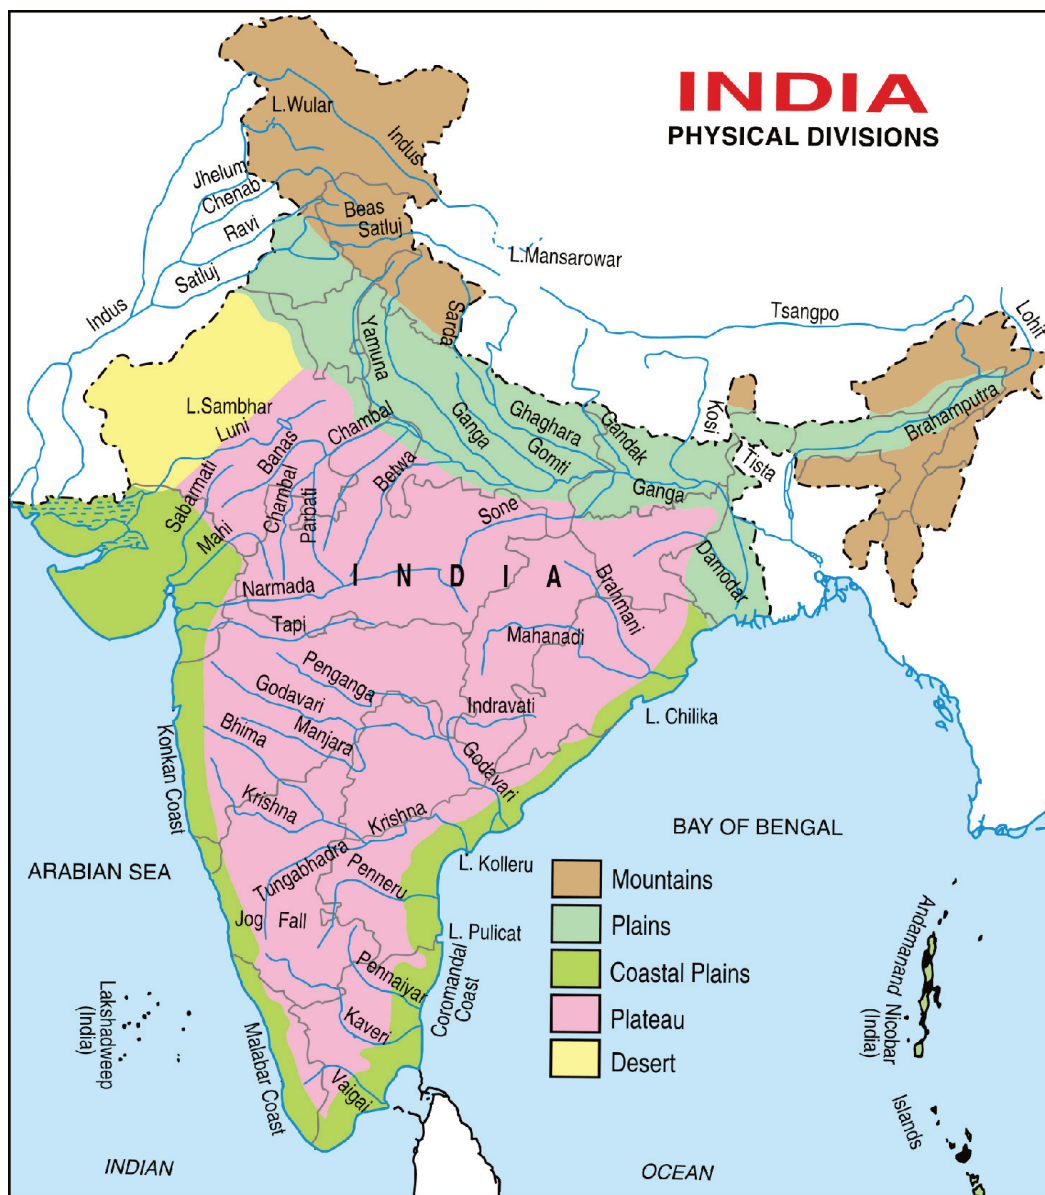 INDIA
PHYSICAL DIVISIONS
L.Wular
Indus
Jhelum
Chenab
Beas
Ravi
Satluj
Satluj
L.Mansarowar
Indus
Sarda
Tsangpo
Lohit
Yamuna
L.Sambhar
Luni
Chambal
Ganga
Ghaghara
Gomti
Gandak
Kosi
Tista
Brahamputra
Banas
Sabarmati
Mahi
Chambal
Parbati
Betwa
Sone
Ganga
Damodar
INDIA
Narmada
Tapi
Brahmani
Mahanadi
Penganga
Godavari
Indravati
L. Chilika
Bhima
Manjara
Godavari
Konkan Coast
Krishna
Krishna
BAY OF BENGAL
ARABIAN SEA
Tungabhadra
Penneru
L. Kolleru
Jog Fall
L. Pulicat
Pennaiyar
Coromandal
Coast
Kaveri
Lakshadweep
(India)
Malabar Coast
Vaigai
Mountains
Plains
Coastal Plains
Plateau
Desert
Andamanand Nicobar
(India)
Islands
INDIAN
OCEAN